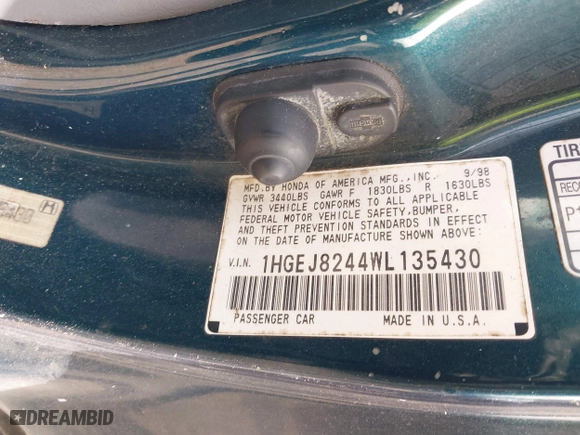 MFD. BY HONDA OF AMERICA MFG., INC. 9/98
GVWR 3440LBS GAWR F 1830LBS R 1630LBS
THIS VEHICLE CONFORMS TO ALL APPLICABLE
FEDERAL MOTOR VEHICLE SAFETY, BUMPER,
AND THEFT PREVENTION STANDARDS IN EFFECT
ON THE DATE OF MANUFACTURE SHOWN ABOVE:
V.I.N. 1HGEJ8244WL135430
PASSENGER CAR MADE IN U.S.A.
TIR
P1
DREAMBID